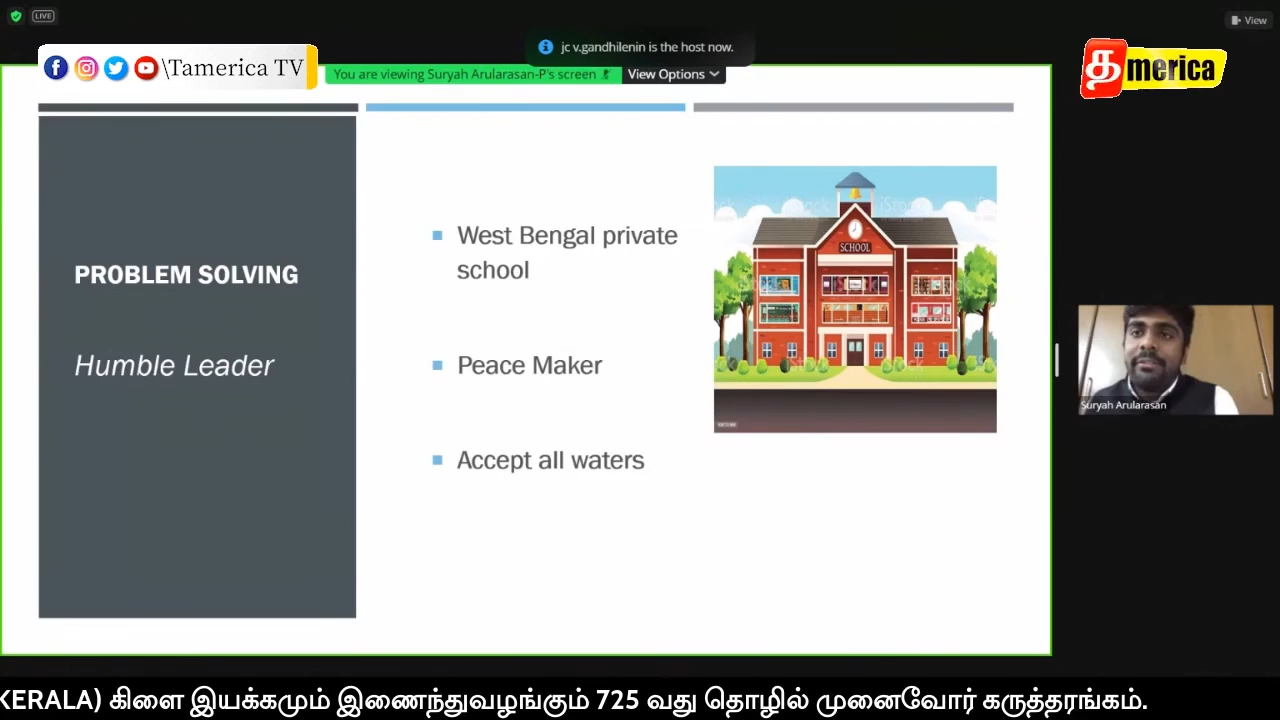 LIVE
View
jc v.gandhilenin is the host now.
\Tamerica TV
You are viewing Suryah Arularasan-P's screen
View Options
தmerica
West Bengal private
school
SCHOOL
PROBLEM SOLVING
Humble Leader
Peace Maker
Accept all waters
Suryah Arularasan
KERALA) கிளை இயக்கமும் இணைந்துவழங்கும் 725 வது தொழில் முனைவோர் கருத்தரங்கம்.